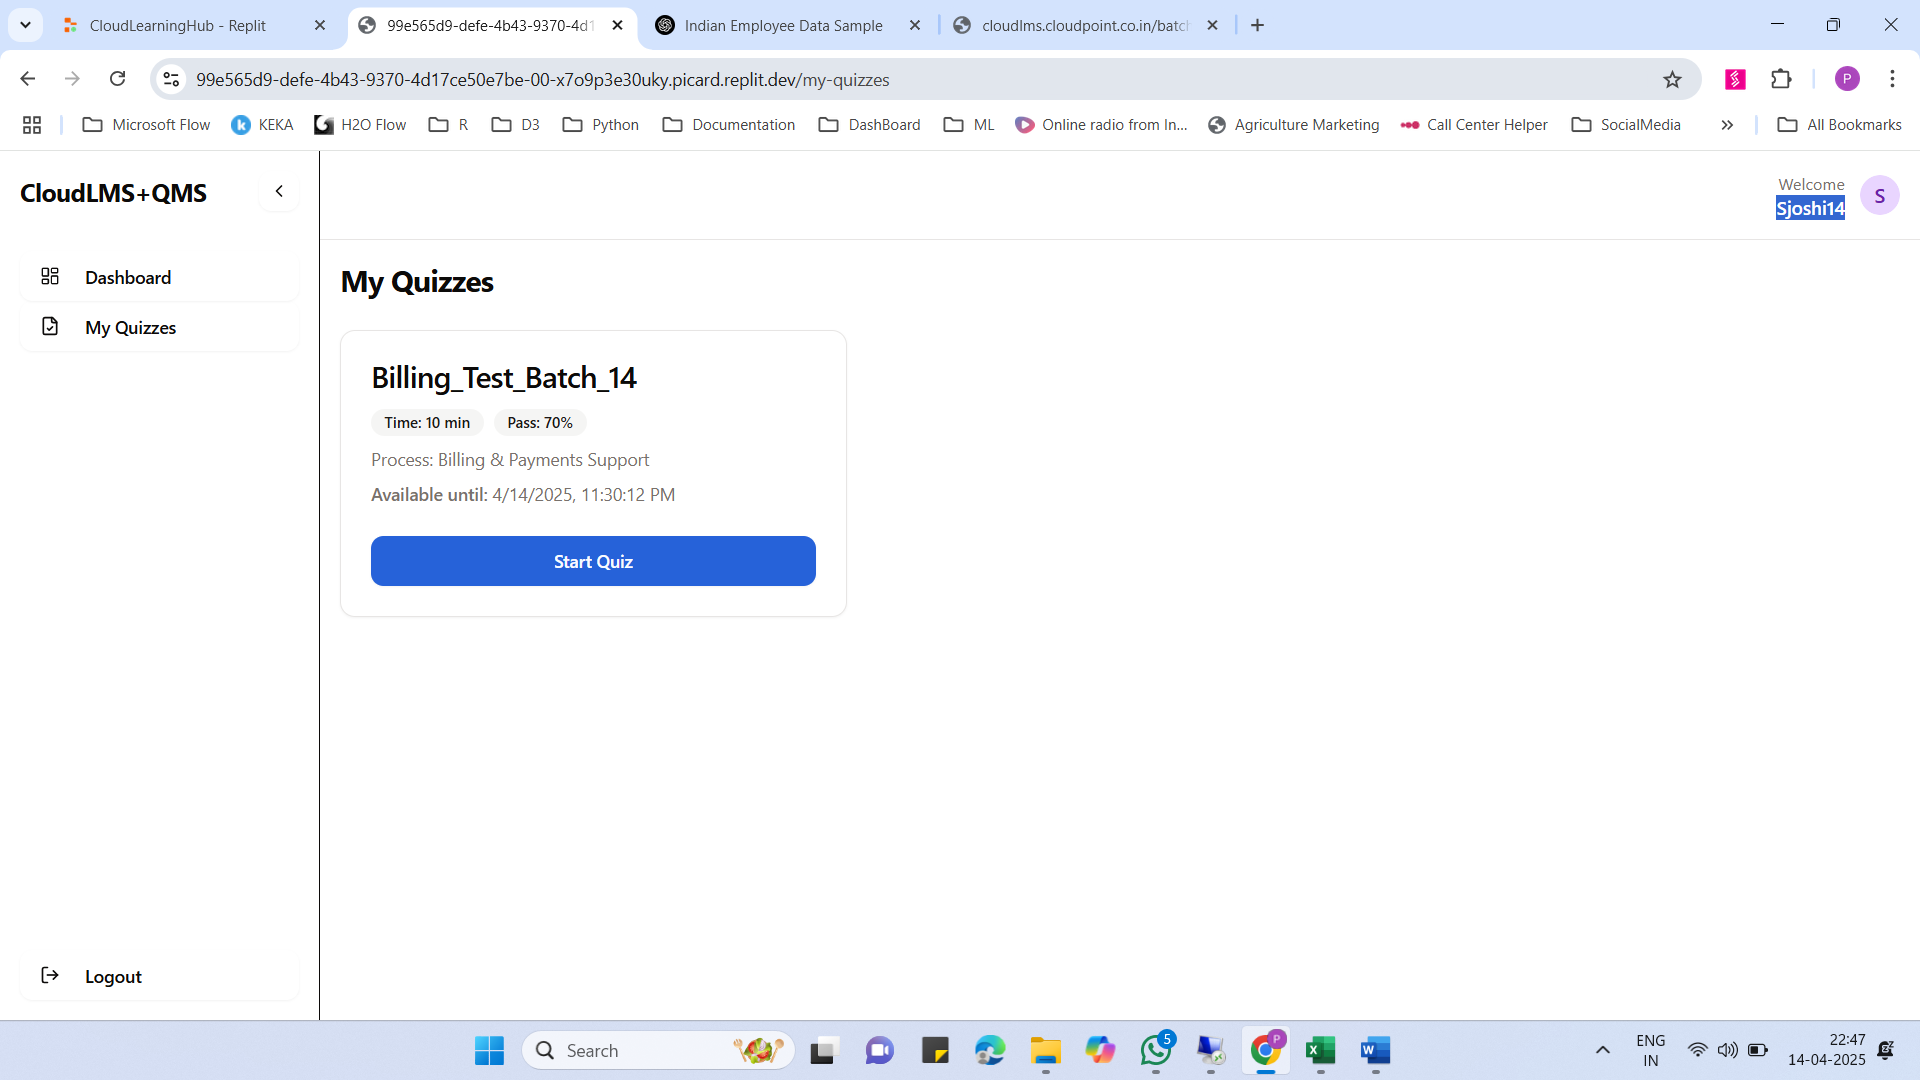 CloudLearningHub - Replit
99e565d9-defe-4b43-9370-4d1
Indian Employee Data Sample
cloudlms.cloudpoint.co.in/batch
99e565d9-defe-4b43-9370-4d17ce50e7be-00-x7o9p3e30uky.picard.replit.dev/my-quizzes
P
Microsoft Flow
KEKA
H2O Flow
R
D3
Python
Documentation
DashBoard
ML
Online radio from In...
Agriculture Marketing
Call Center Helper
SocialMedia
All Bookmarks
CloudLMS+QMS
Welcome
Sjoshi14
S
Dashboard
My Quizzes
My Quizzes
Billing_Test_Batch_14
Time: 10 min
Pass: 70%
Process: Billing & Payments Support
Available until: 4/14/2025, 11:30:12 PM
Start Quiz
Logout
Search
5
P
ENG
IN
22:47
14-04-2025